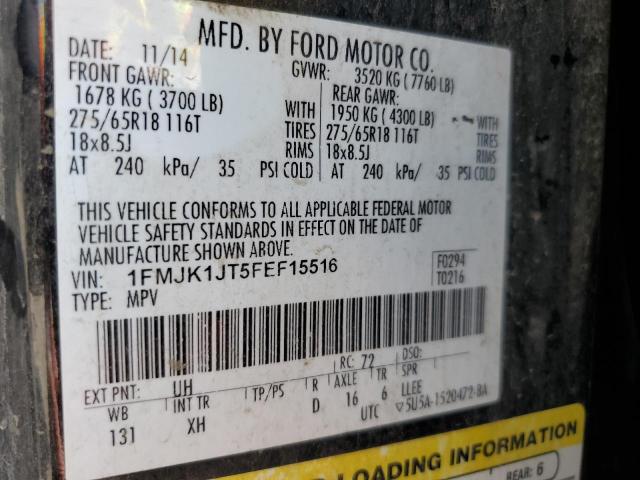 MFD. BY FORD MOTOR CO.
DATE: 11/14 GVWR: 3520 KG ( 7760 LB)
FRONT GAWR: REAR GAWR:
1678 KG ( 3700 LB) WITH 1950 KG ( 4300 LB) WITH
275/65R18 116T TIRES 275/65R18 116T TIRES
18x8.5J RIMS 18x8.5J RIMS
AT 240 kPa/ 35 PSI COLD AT 240 kPa/ 35 PSI COLD
THIS VEHICLE CONFORMS TO ALL APPLICABLE FEDERAL MOTOR
VEHICLE SAFETY STANDARDS IN EFFECT ON THE DATE OF
MANUFACTURE SHOWN ABOVE.
VIN: 1FMJK1JT5FEF15516 F0294
TYPE: MPV T0216
EXT PNT: UH RC: 72 DSO:
WB INT TR TP/PS R AXLE TR SPR
131 XH D 16 6 LLEE
UTC ▽5U5A-1520472-BA
LOADING INFORMATION
REAR: 6